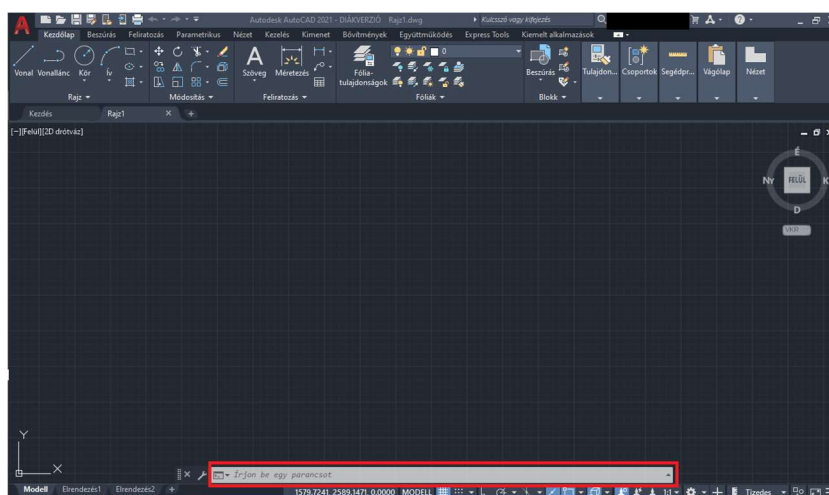 Autodesk AutoCAD 2021 - DIÁKVERZIÓ Rajz1.dwg
Kulcsszó vagy kifejezés
Kezdőlap Beszúrás Feliratozás Parametrikus Nézet Kezelés Kimenet Bővítmények Együttműködés Express Tools Kiemelt alkalmazások
Vonal Vonallánc Kör Ív
Szöveg Méretezés
Fólia-
tulajdonságok
0
Beszúrás
Tulajdon... Csoportok Segédpr... Vágólap Nézet
Rajz Módosítás Feliratozás Fóliák Blokk
Kezdés Rajz1
[−][Felül][2D drótváz]
É
Ny FELÜL K
D
VKR
Y
X
Írjon be egy parancsot
Modell Elrendezés1 Elrendezés2 +
1579.7241, 2589.1471, 0.0000 MODELL 1:1 Tizedes